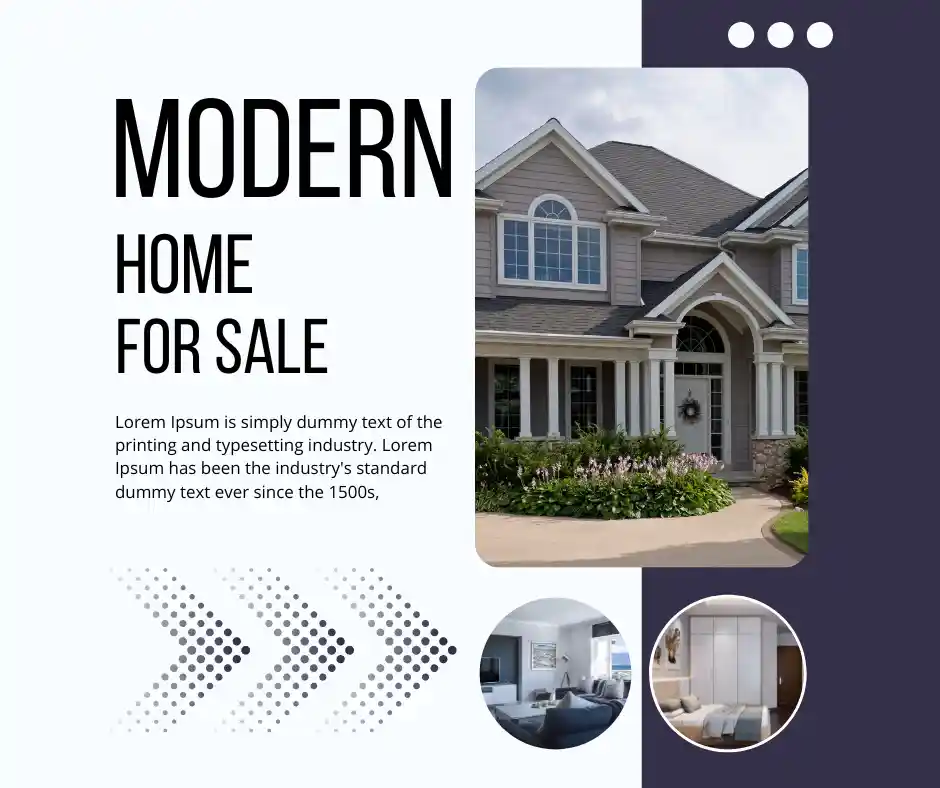 MODERN
HOME
FOR SALE
Lorem Ipsum is simply dummy text of the
printing and typesetting industry. Lorem
Ipsum has been the industry's standard
dummy text ever since the 1500s,